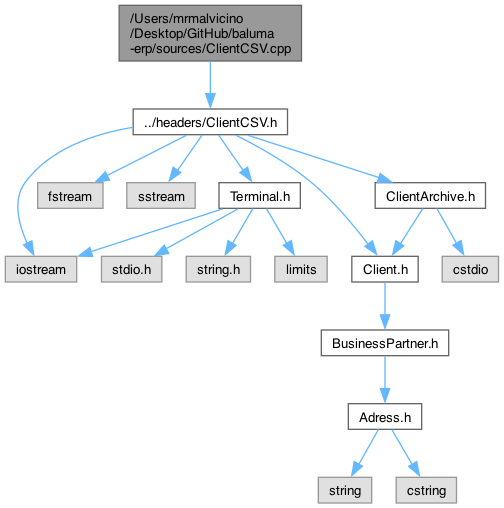 /Users/mrmalvicino
/Desktop/GitHub/baluma
-erp/sources/ClientCSV.cpp
../headers/ClientCSV.h
fstream
sstream
Terminal.h
ClientArchive.h
iostream
stdio.h
string.h
limits
Client.h
cstdio
BusinessPartner.h
Adress.h
string
cstring